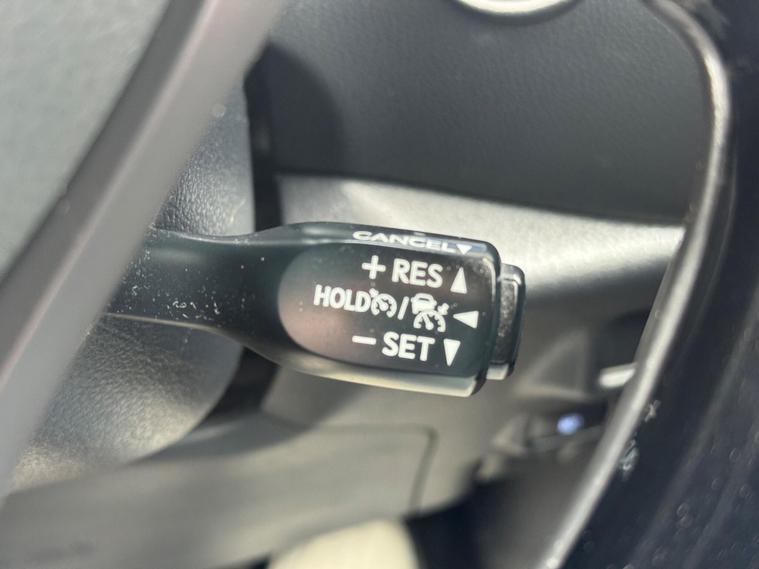 CANCEL▼
+ RES ▲
HOLD / ◀
− SET ▼